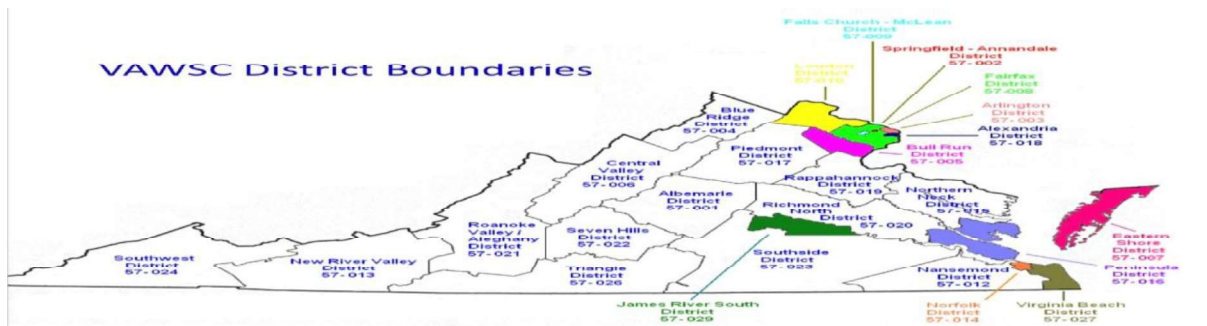 VAWSC District Boundaries
Falls Church - McLean
District
57-009
Springfield - Annandale
District
57-002
Loudon
District
57-010
Fairfax
District
57-008
Arlington
District
57-003
Alexandria
District
57-018
Bull Run
District
57-005
Blue
Ridge
District
57-004
Piedmont
District
57-017
Central
Valley
District
57-006
Rappahannock
District
57-019
Northern
Neck
District
Albemarle
District
57-001
Richmond
North
District
57-020
Roanoke
Valley/
Aleghany
District
57-021
Seven Hills
District
57-022
Eastern
Shore
District
57-007
Southwest
District
57-024
New River Valley
District
57-013
Triangle
District
57-026
Southside
District
57-023
Nansemond
District
57-012
Peninsula
District
57-016
James River South
District
57-029
Norfolk
District
57-014
Virginia Beach
District
57-027